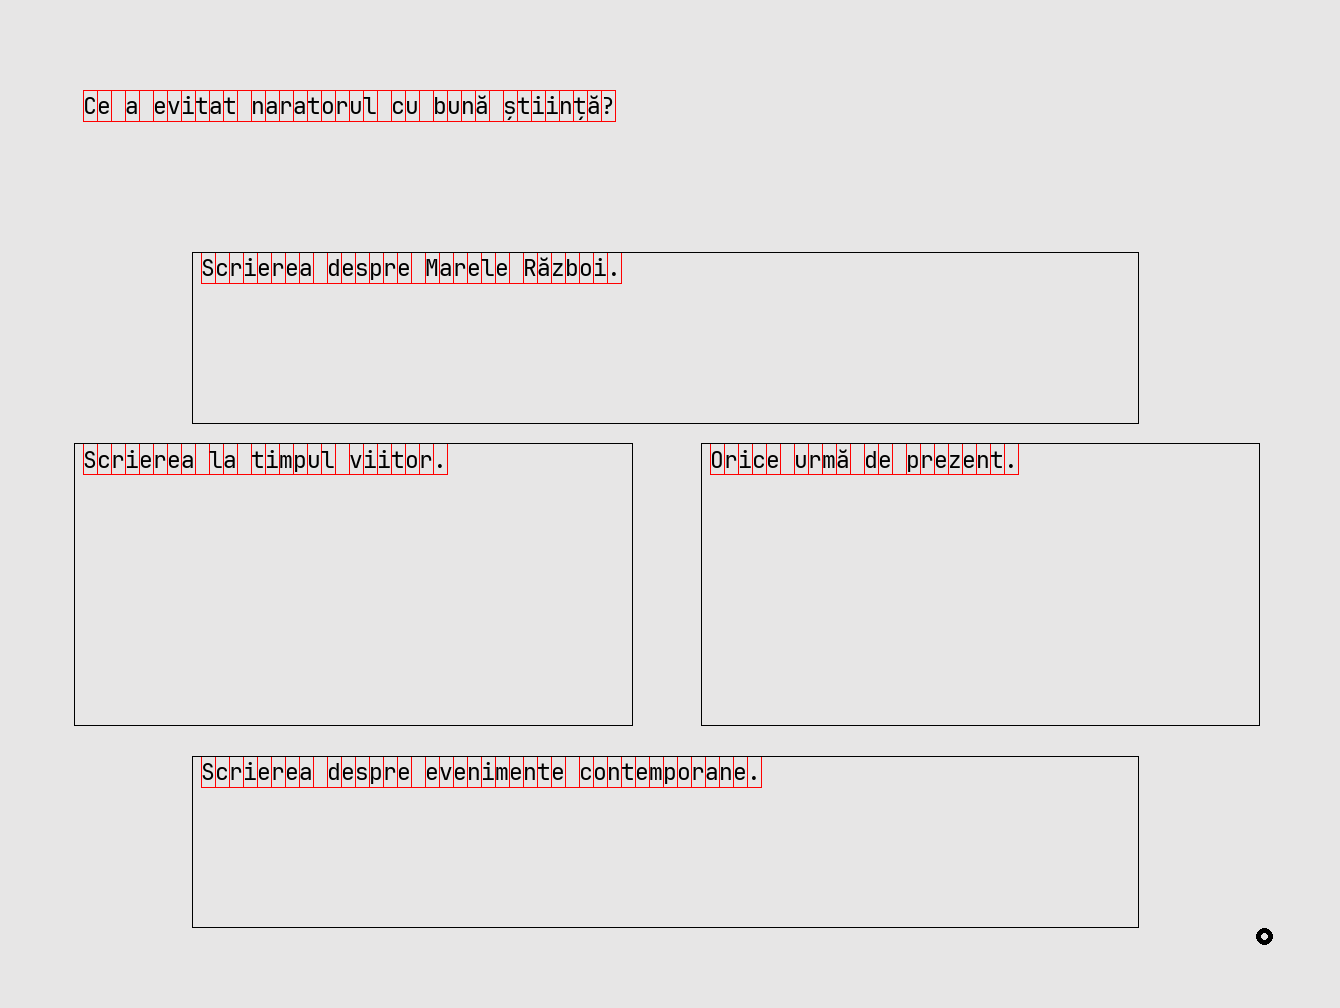 Ce a evitat naratorul cu bună știință?
Scrierea despre Marele Război.
Scrierea la timpul viitor.
Orice urmă de prezent.
Scrierea despre evenimente contemporane.